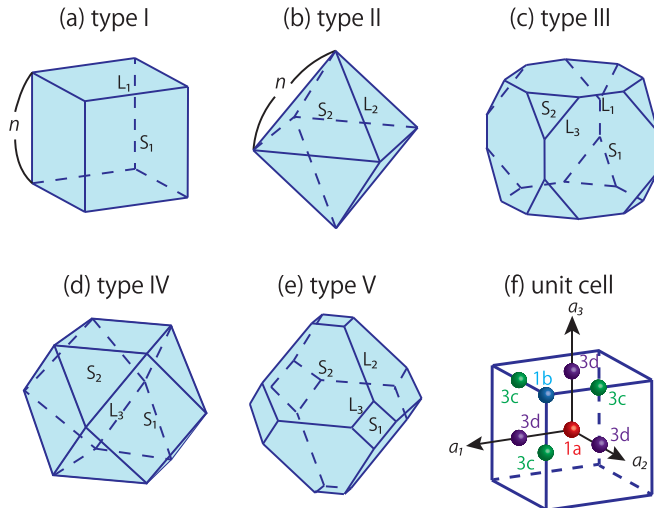 (a) type I
(b) type II
(c) type III
n
L₁
S₁
n
S₂
L₂
S₂
L₁
L₃
S₁
(d) type IV
(e) type V
(f) unit cell
S₂
L₃
S₁
S₂
L₂
L₃
S₁
a₃
3d
1b
3c
3c
3d
3d
1a
a₁
3c
a₂